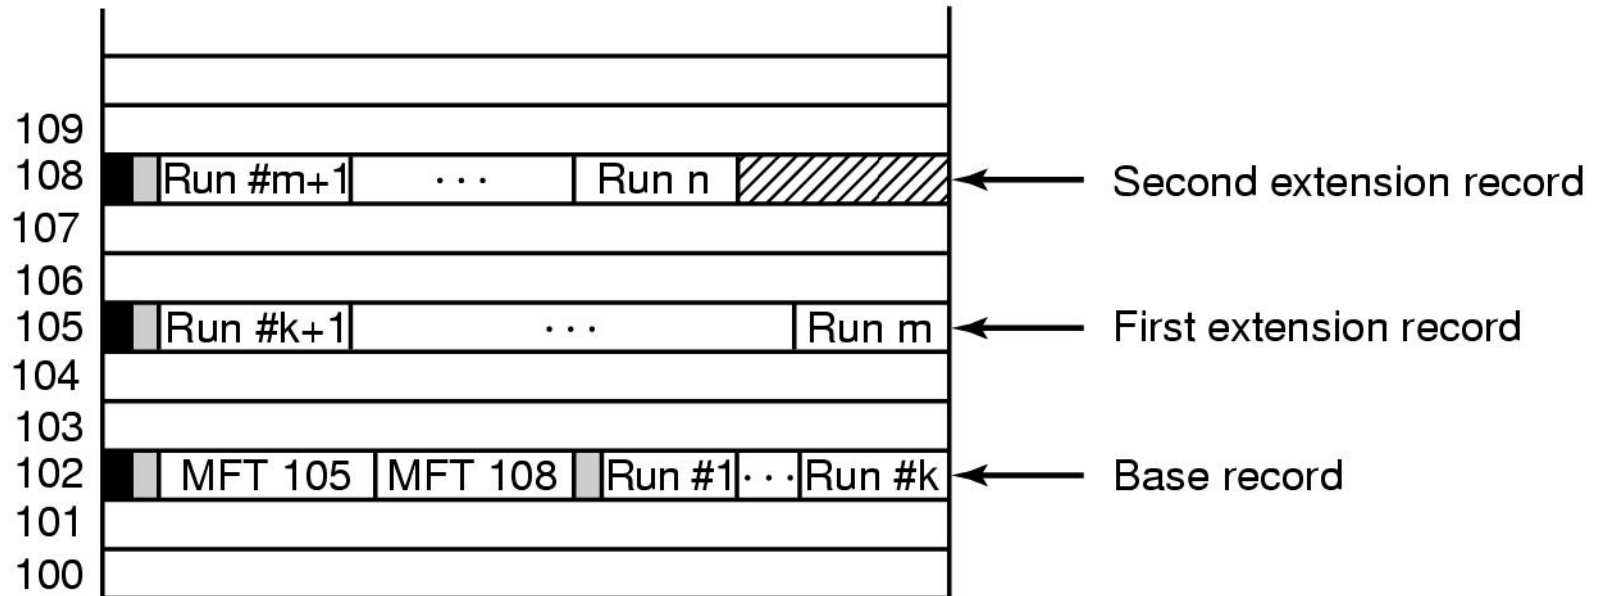 109
108 Run #m+1 ... Run n Second extension record
107
106
105 Run #k+1 ... Run m First extension record
104
103
102 MFT 105 MFT 108 Run #1 ... Run #k Base record
101
100